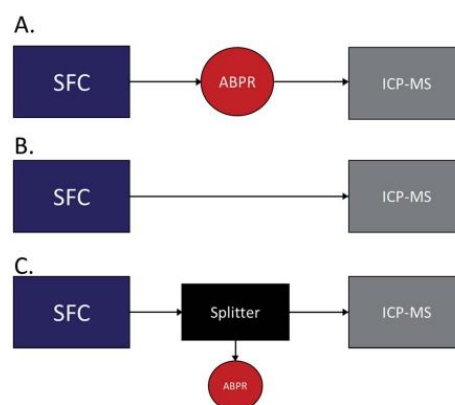 A.
SFC
ABPR
ICP-MS
B.
SFC
ICP-MS
C.
SFC
Splitter
ICP-MS
ABPR